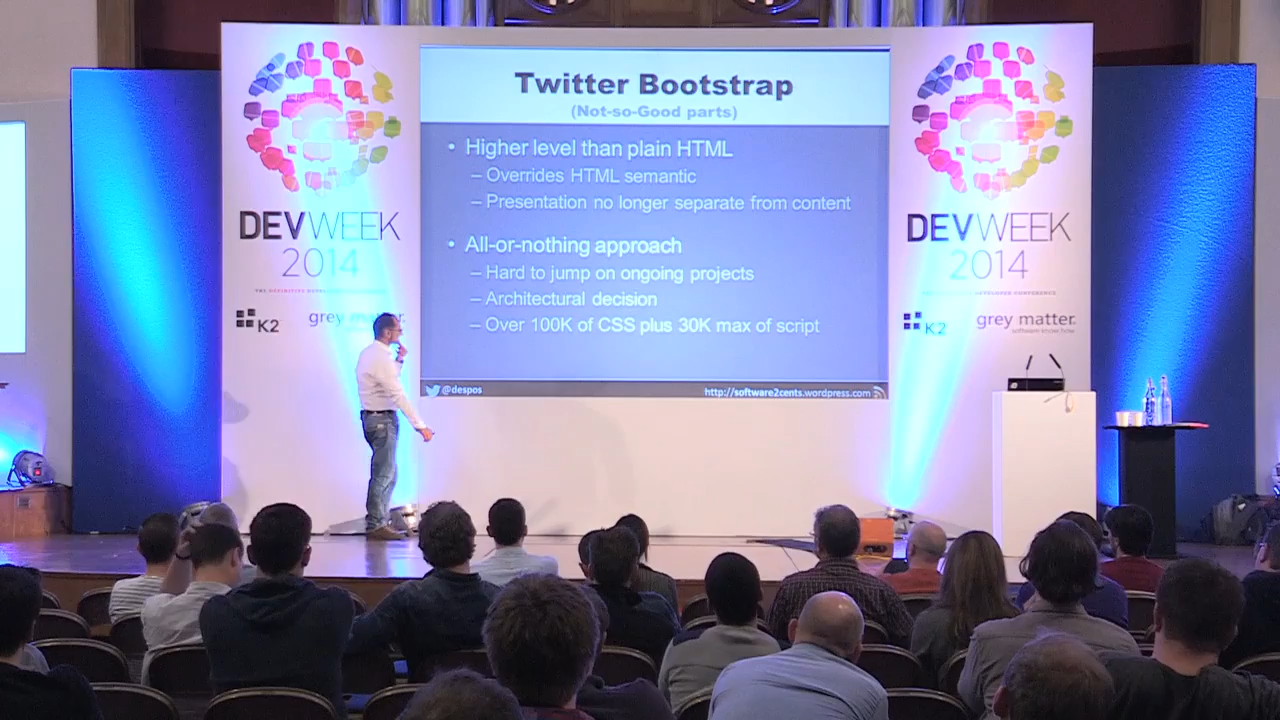 Twitter Bootstrap
(Not-so-Good parts)
• Higher level than plain HTML
– Overrides HTML semantic
– Presentation no longer separate from content
• All-or-nothing approach
– Hard to jump on ongoing projects
– Architectural decision
– Over 100K of CSS plus 30K max of script
@despos
http://software2cents.wordpress.com
DEVWEEK
2014
K2
grey matter
DEVWEEK
2014
DEVELOPER CONFERENCE
K2
grey matter
software know how